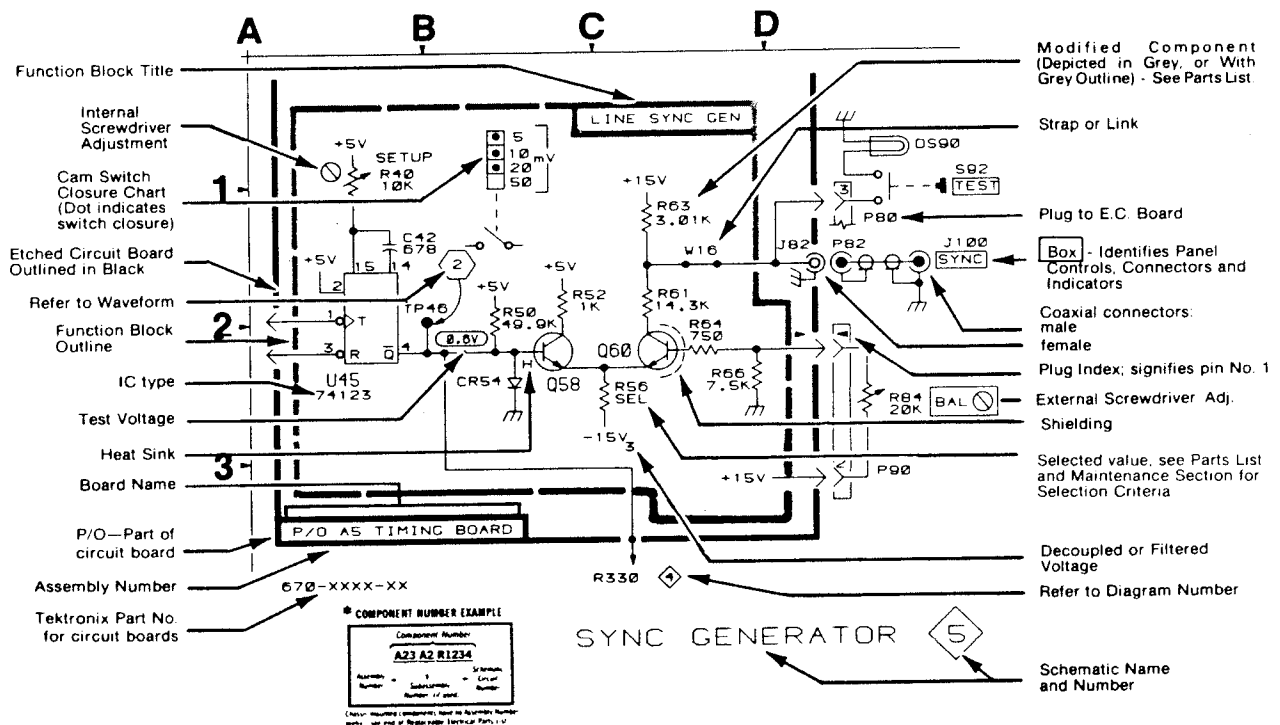 A
B
C
D
Function Block Title
Internal
Screwdriver
Adjustment
Cam Switch
Closure Chart
(Dot indicates
switch closure)
1
Etched Circuit Board
Outlined in Black
Refer to Waveform
2
Function Block
Outline
IC type
Test Voltage
Heat Sink
3
Board Name
P/O—Part of
circuit board
Assembly Number
Tektronix Part No.
for circuit boards
LINE SYNC GEN
+5V
SETUP
R40
10K
5
10
20
50
mV
C42
678
15
14
+5V
2
1
T
3
R
Q
4
U45
74123
2
TP46
0.6V
+5V
R50
49.9K
R52
1K
CR54
H
Q58
+15V
R63
3.01K
W16
R61
14.3K
Q60
R64
750
R66
7.5K
R56
SEL
-15V
3
+15V
J82
P82
3
P80
DS90
S92
TEST
J100
SYNC
R84
20K
BAL
P90
P/O A5 TIMING BOARD
670-XXXX-XX
R330
4
Modified Component
(Depicted in Grey, or With
Grey Outline) - See Parts List
Strap or Link
Plug to E.C. Board
Box - Identifies Panel
Controls, Connectors and
Indicators
Coaxial connectors:
male
female
Plug Index; signifies pin No. 1
External Screwdriver Adj.
Shielding
Selected value, see Parts List
and Maintenance Section for
Selection Criteria
Decoupled or Filtered
Voltage
Refer to Diagram Number
Schematic Name
and Number
* COMPONENT NUMBER EXAMPLE
Component Number
A23 A2 R1234
Assembly
Number
Subassembly
Number (if used)
Schematic
Circuit
Number
SYNC GENERATOR
5